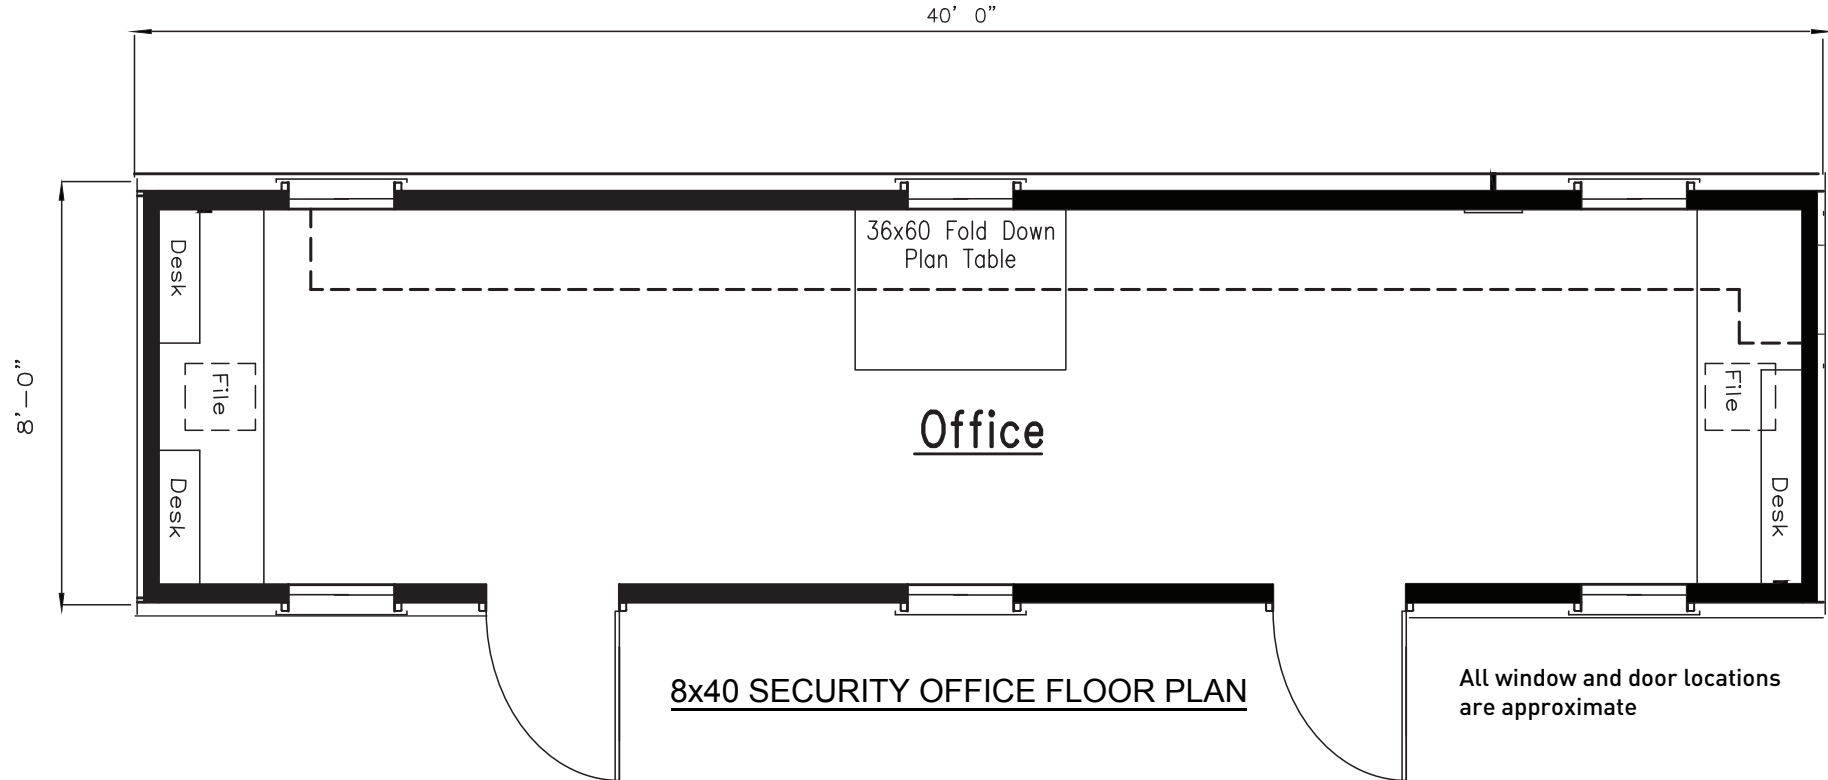 40' 0"
36x60 Fold Down
Plan Table
Desk
File
Desk
8'-0"
Office
File
Desk
8x40 SECURITY OFFICE FLOOR PLAN
All window and door locations
are approximate